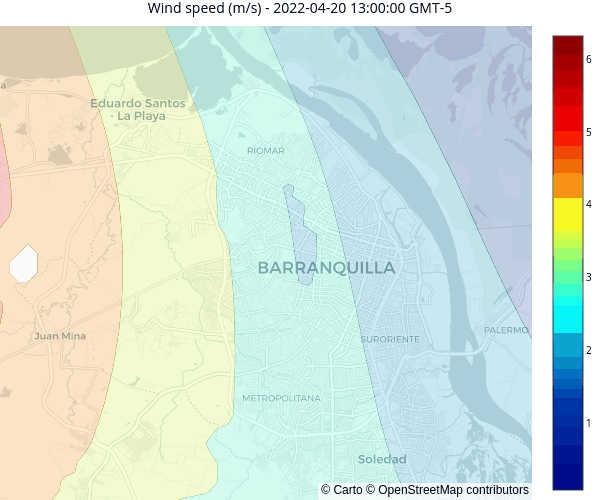 Wind speed (m/s) - 2022-04-20 13:00:00 GMT-5
a
Eduardo Santos
- La Playa
RIOMAR
BARRANQUILLA
Juan Mina
PALERMO
SURORIENTE
METROPOLITANA
Soledad
© Carto © OpenStreetMap contributors
6
5
4
3
2
1